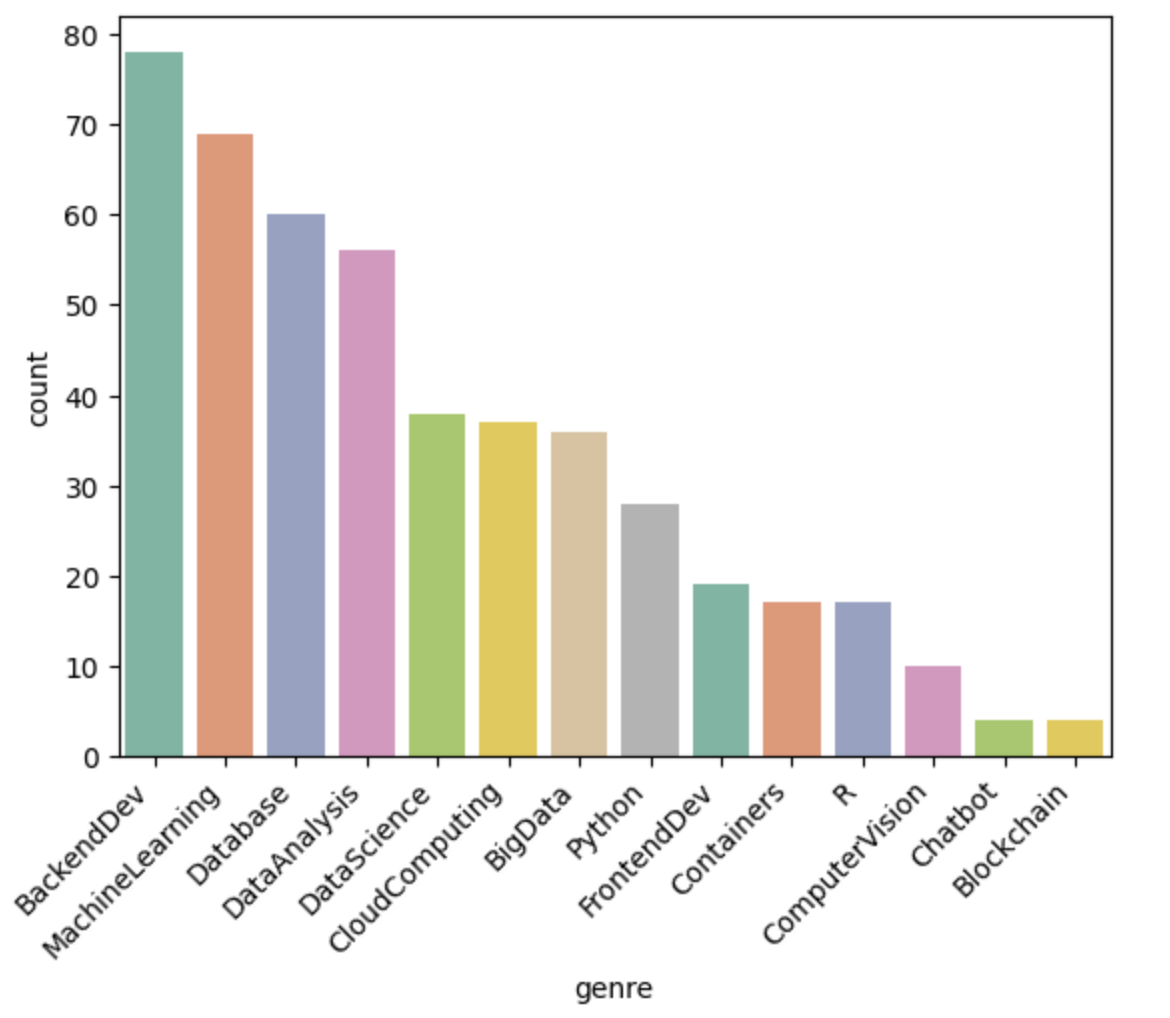 80
70
60
50
40
30
20
10
0
count
BackendDev
MachineLearning
Database
DataAnalysis
DataScience
CloudComputing
BigData
Python
FrontendDev
Containers
R
ComputerVision
Chatbot
Blockchain
genre